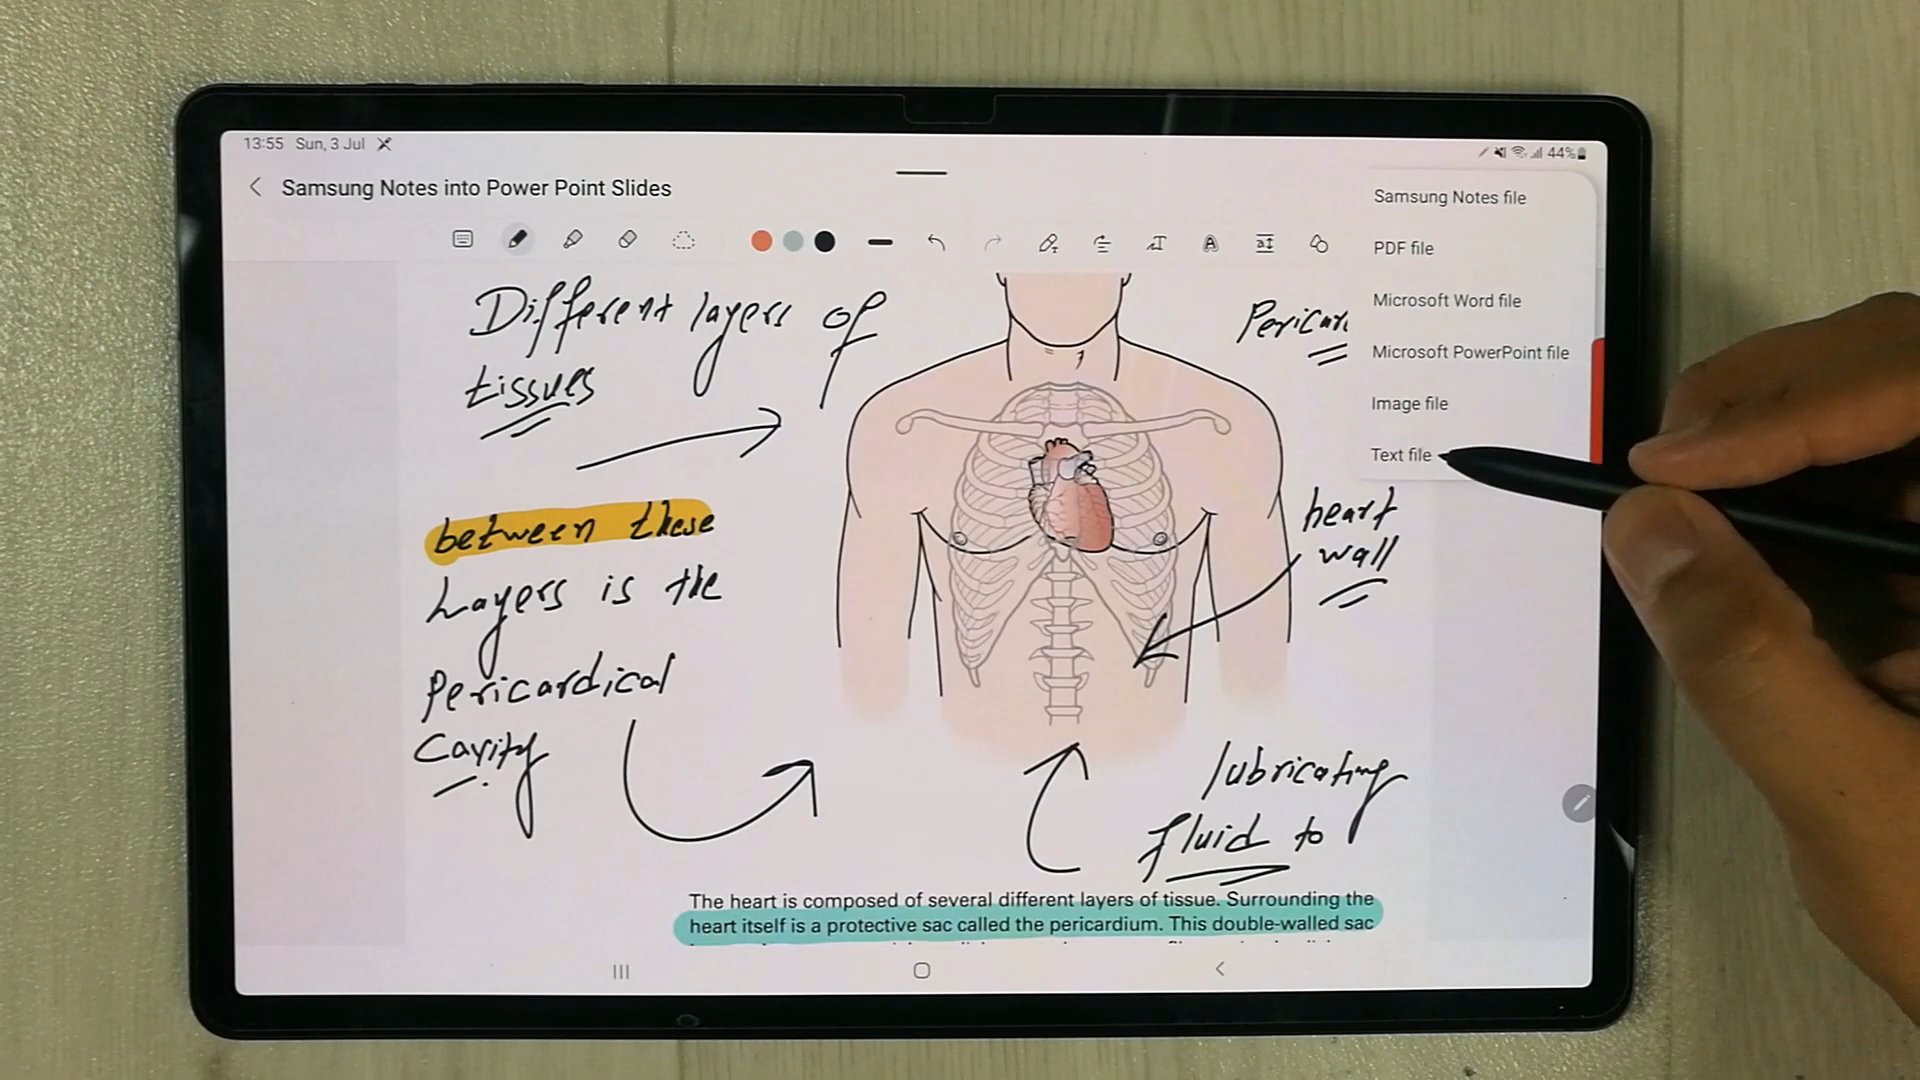 13:55 Sun, 3 Jul
44%
Samsung Notes into Power Point Slides
Samsung Notes file
PDF file
Microsoft Word file
Microsoft PowerPoint file
Image file
Text file
Different layers of
tissues
between these
Layers is the
Pericardical
Cavity
heart
wall
lubricating
fluid to
The heart is composed of several different layers of tissue. Surrounding the
heart itself is a protective sac called the pericardium. This double-walled sac